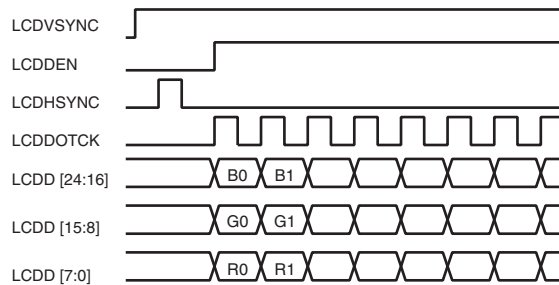 LCDVSYNC
LCDDEN
LCDHSYNC
LCDDOTCK
LCDD [24:16] B0 B1
LCDD [15:8] G0 G1
LCDD [7:0] R0 R1